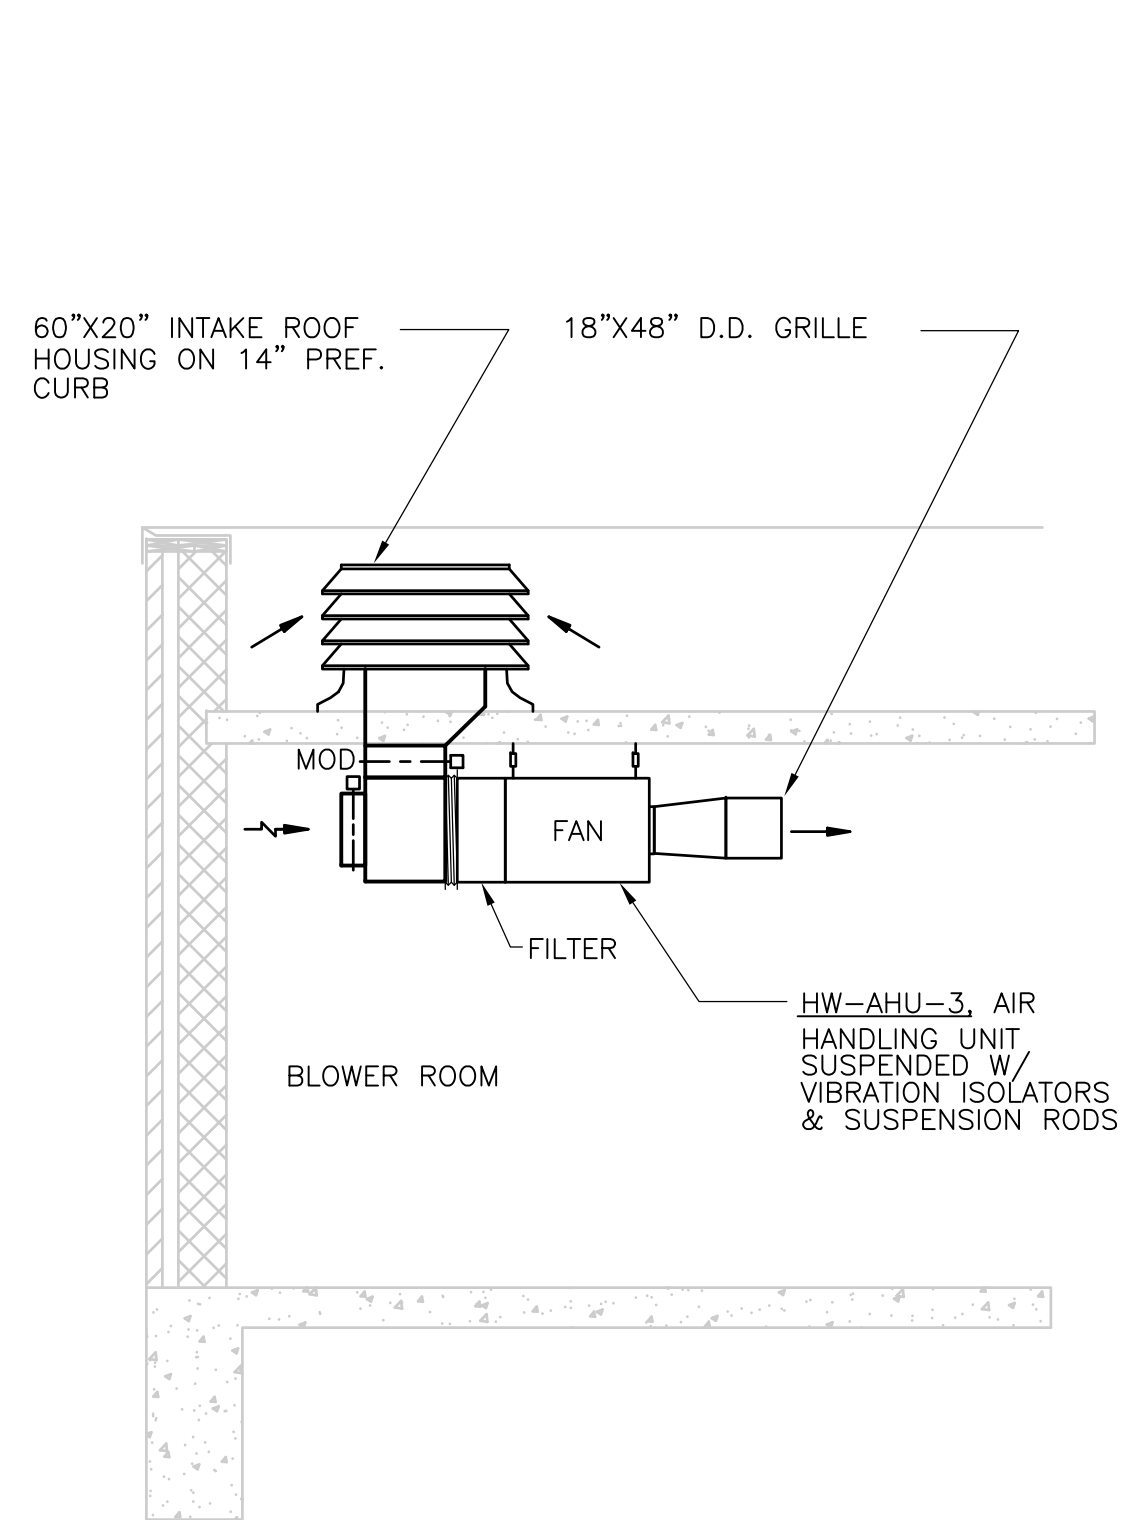 60”X20” INTAKE ROOF
HOUSING ON 14” PREF.
CURB
18”X48” D.D. GRILLE
MOD
FAN
FILTER
HW-AHU-3, AIR
HANDLING UNIT
SUSPENDED W/
VIBRATION ISOLATORS
& SUSPENSION RODS
BLOWER ROOM